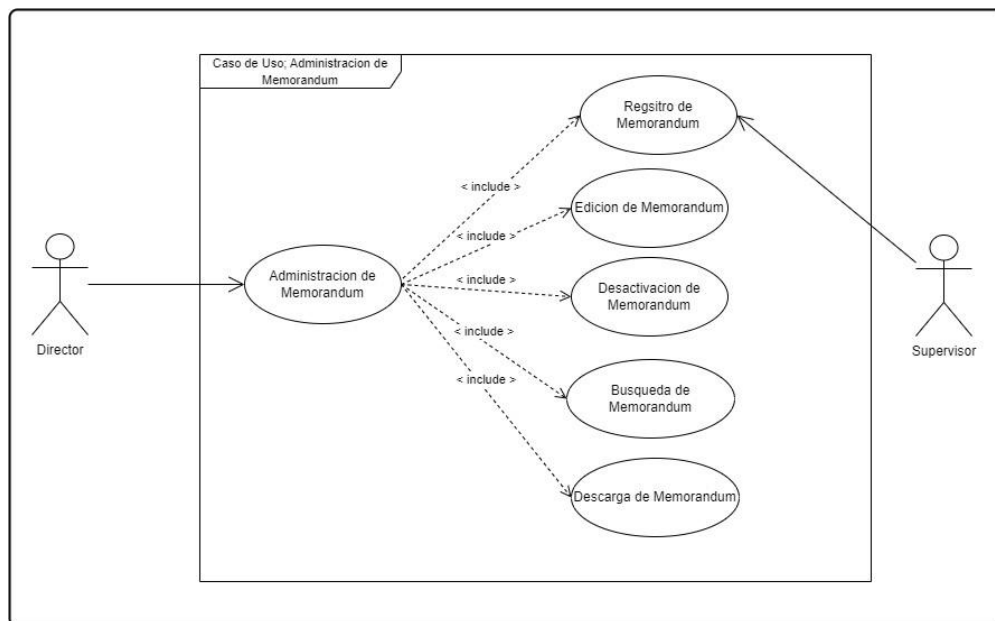 Caso de Uso; Administracion de
Memorandum
Regsitro de
Memorandum
< include >
Edicion de Memorandum
< include >
Administracion de
Memorandum
< include >
Desactivacion de
Memorandum
< include >
Director
Supervisor
< include >
Busqueda de
Memorandum
Descarga de Memorandum